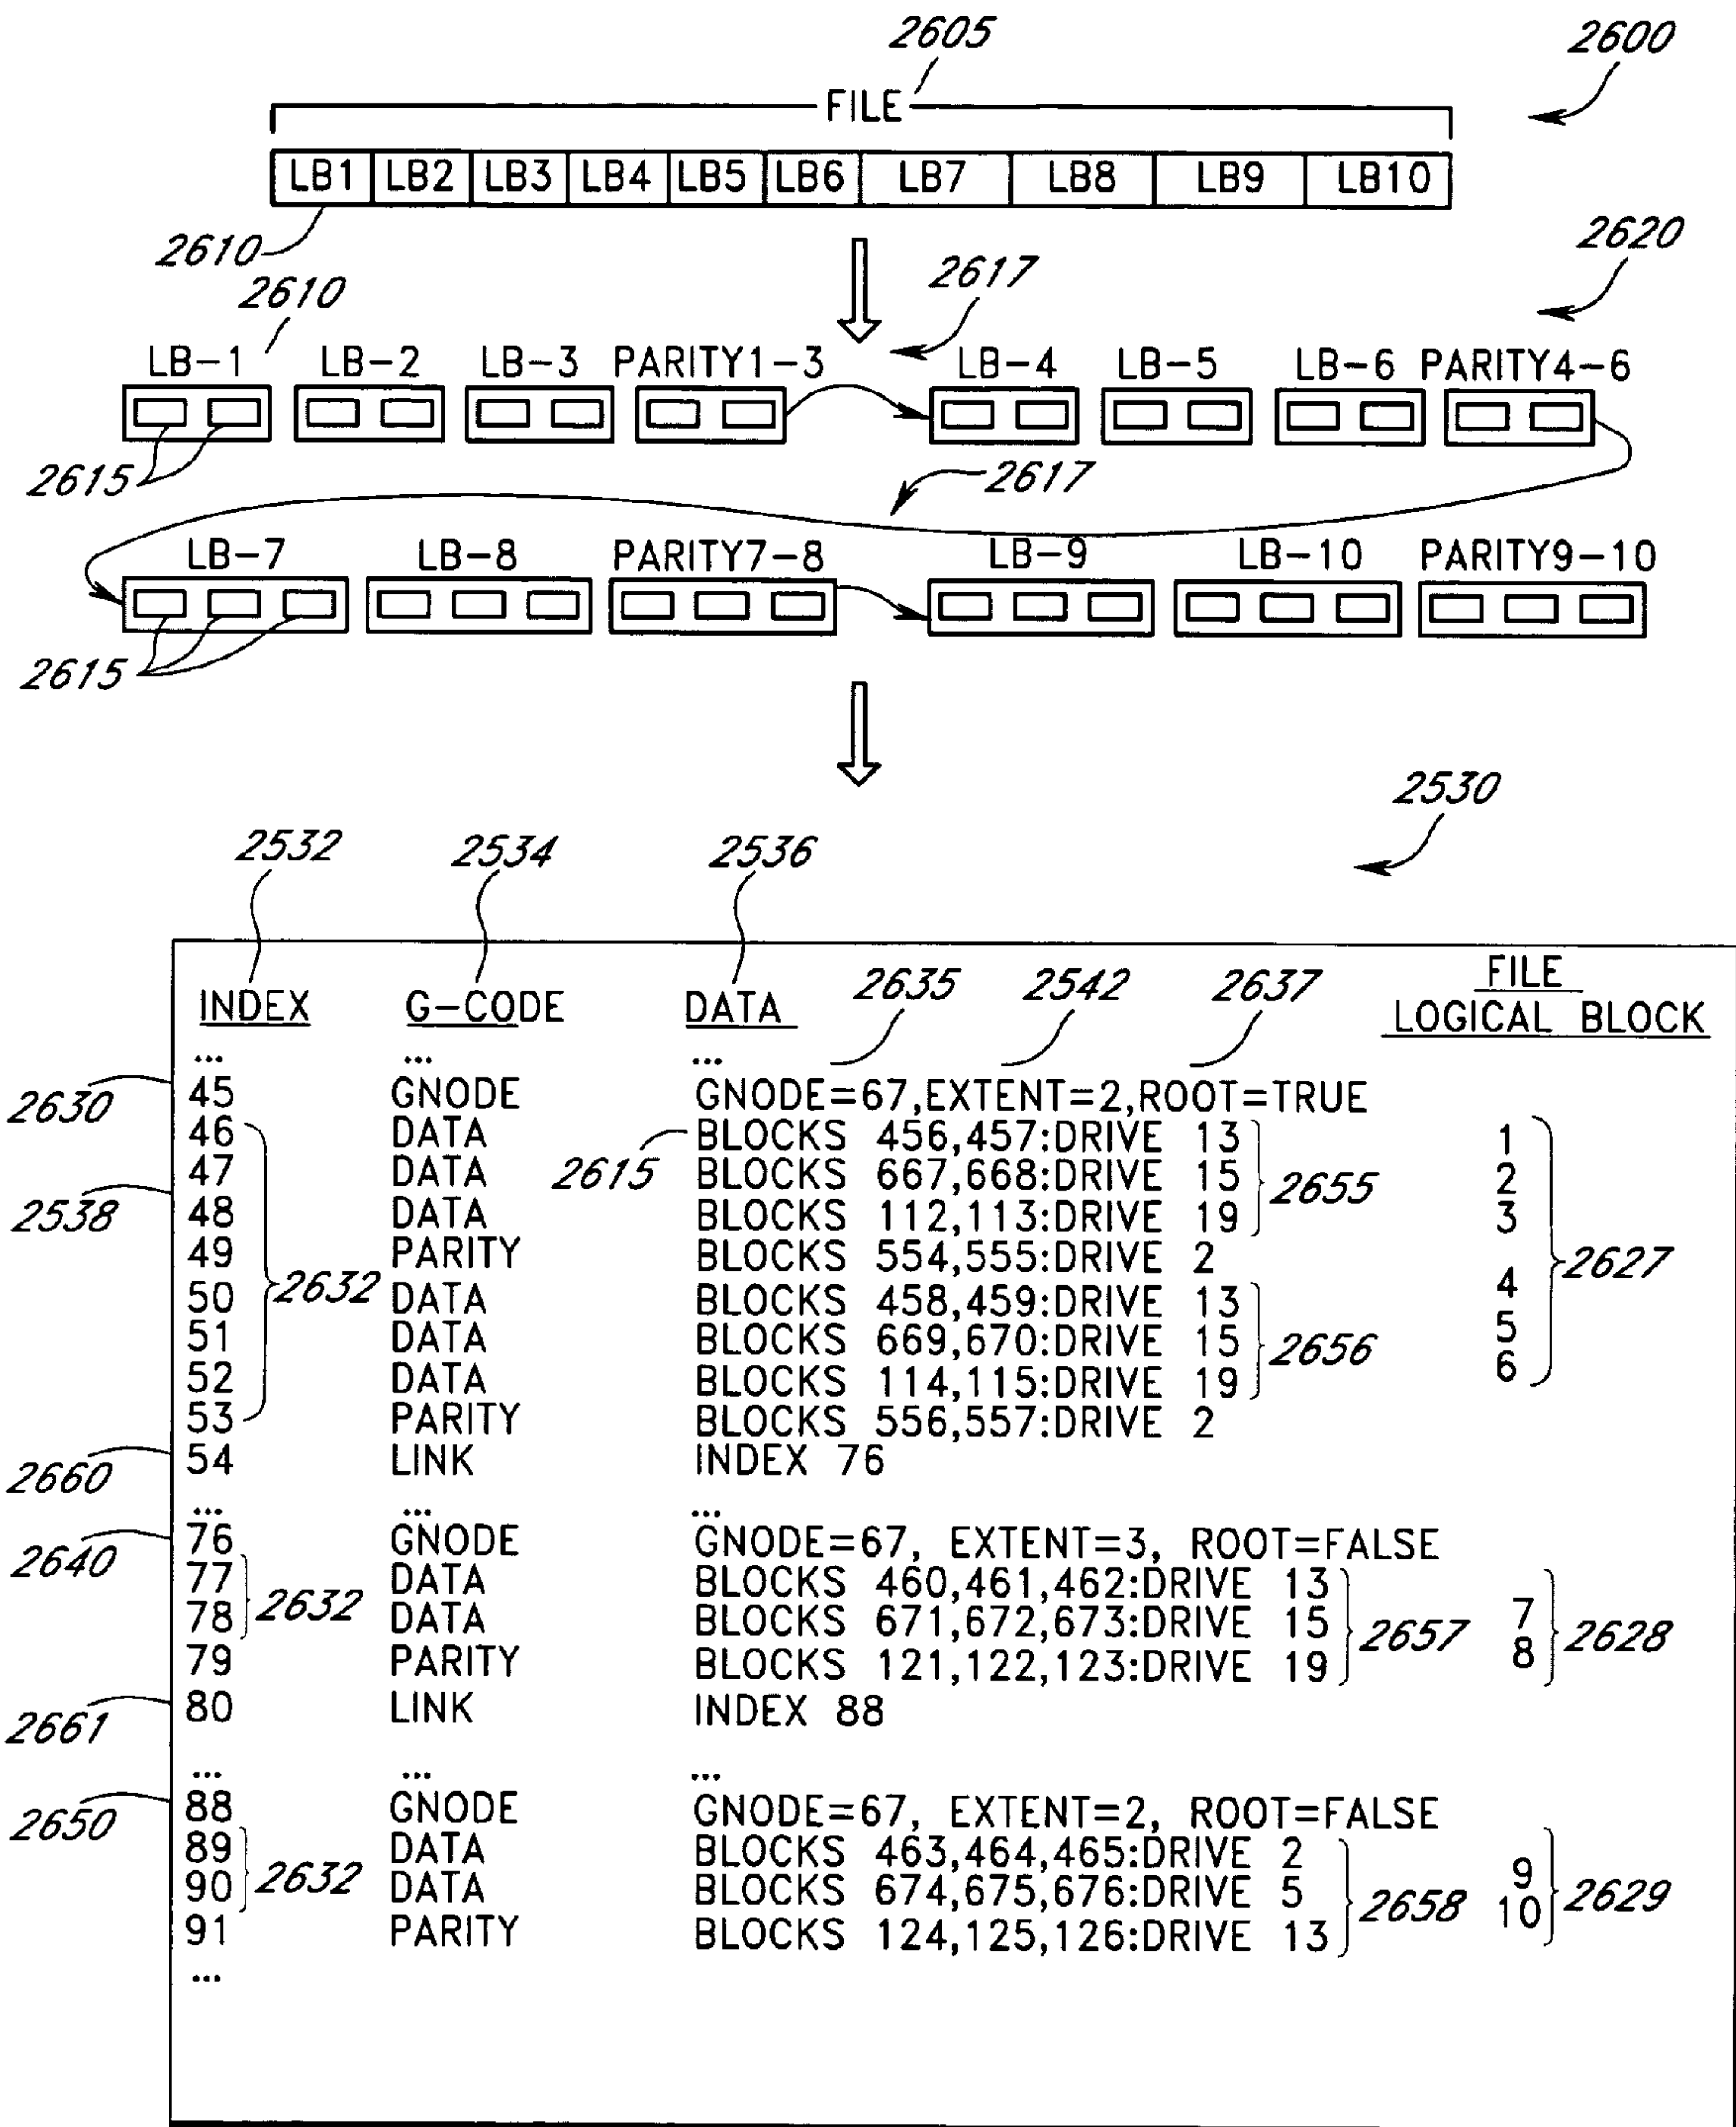 2605
2600
FILE
LB1 LB2 LB3 LB4 LB5 LB6 LB7 LB8 LB9 LB10
2610
2620
2610
2617
LB-1 LB-2 LB-3 PARITY1-3 LB-4 LB-5 LB-6 PARITY4-6
2615
2617
LB-7 LB-8 PARITY7-8 LB-9 LB-10 PARITY9-10
2615
2530
2532 2534 2536
2635 2542 2637
INDEX G-CODE DATA FILE LOGICAL BLOCK
... ... ...
2630 45 GNODE GNODE=67,EXTENT=2,ROOT=TRUE
46 DATA 2615 BLOCKS 456,457:DRIVE 13 1
47 DATA BLOCKS 667,668:DRIVE 15 2655 2
2538 48 DATA BLOCKS 112,113:DRIVE 19 3
49 PARITY BLOCKS 554,555:DRIVE 2 2627
2632 50 DATA BLOCKS 458,459:DRIVE 13 4
51 DATA BLOCKS 669,670:DRIVE 15 2656 5
52 DATA BLOCKS 114,115:DRIVE 19 6
53 PARITY BLOCKS 556,557:DRIVE 2
2660 54 LINK INDEX 76
... ... ...
2640 76 GNODE GNODE=67, EXTENT=3, ROOT=FALSE
77 DATA BLOCKS 460,461,462:DRIVE 13
78 2632 DATA BLOCKS 671,672,673:DRIVE 15 2657 7 2628
79 PARITY BLOCKS 121,122,123:DRIVE 19 8
2661 80 LINK INDEX 88
... ... ...
2650 88 GNODE GNODE=67, EXTENT=2, ROOT=FALSE
89 DATA BLOCKS 463,464,465:DRIVE 2
90 2632 DATA BLOCKS 674,675,676:DRIVE 5 2658 9 2629
91 PARITY BLOCKS 124,125,126:DRIVE 13 10
...